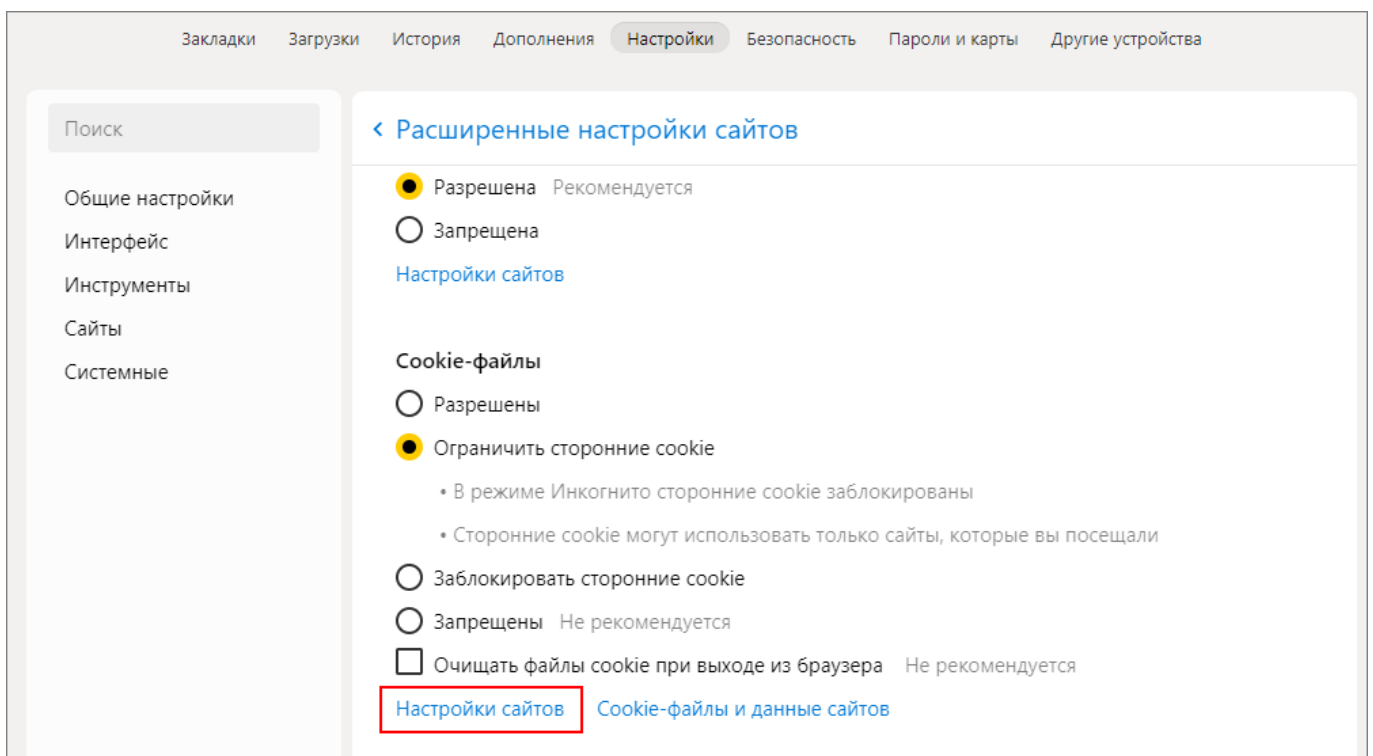 Закладки Загрузки История Дополнения Настройки Безопасность Пароли и карты Другие устройства
Поиск
Общие настройки
Интерфейс
Инструменты
Сайты
Системные
Расширенные настройки сайтов
Разрешена Рекомендуется
Запрещена
Настройки сайтов
Cookie-файлы
Разрешены
Ограничить сторонние cookie
• В режиме Инкогнито сторонние cookie заблокированы
• Сторонние cookie могут использовать только сайты, которые вы посещали
Заблокировать сторонние cookie
Запрещены Не рекомендуется
Очищать файлы cookie при выходе из браузера Не рекомендуется
Настройки сайтов Cookie-файлы и данные сайтов